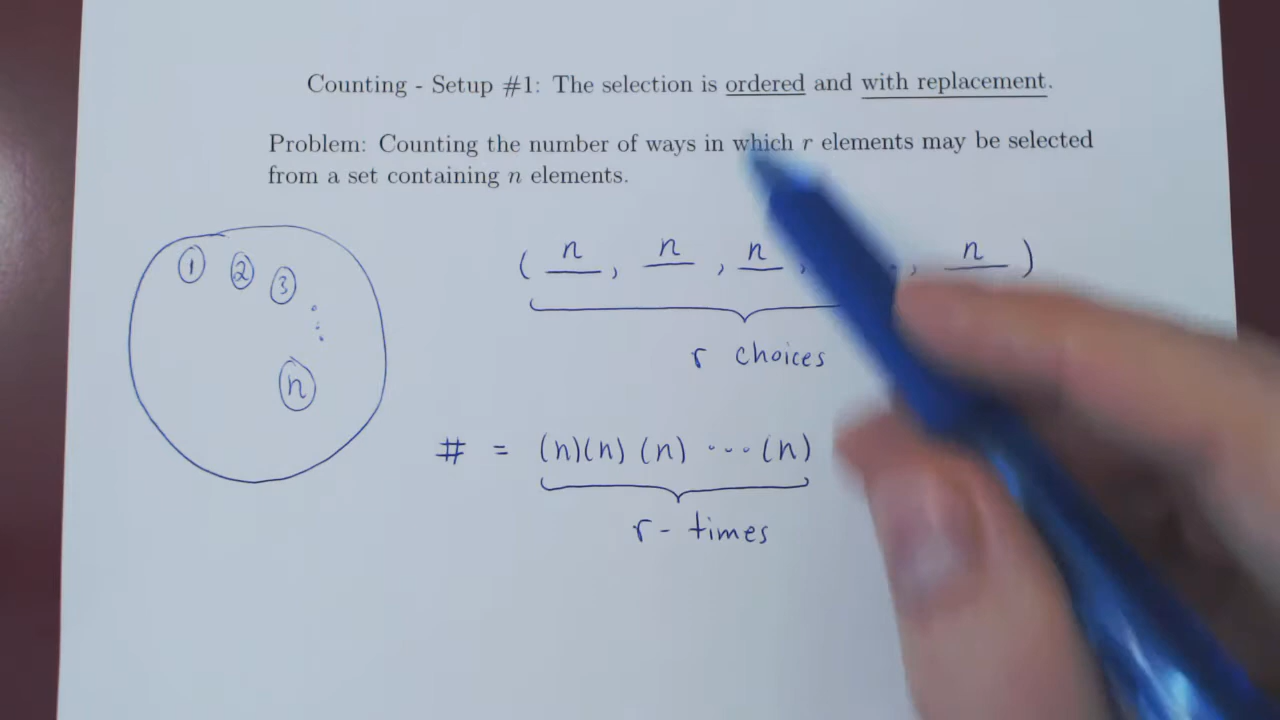 Counting - Setup #1: The selection is ordered and with replacement.
Problem: Counting the number of ways in which r elements may be selected
from a set containing n elements.
① ② ③
⋮
ⓝ
( n , n , n , . , n )
r choices
# = (n)(n) (n) ··· (n)
r - times